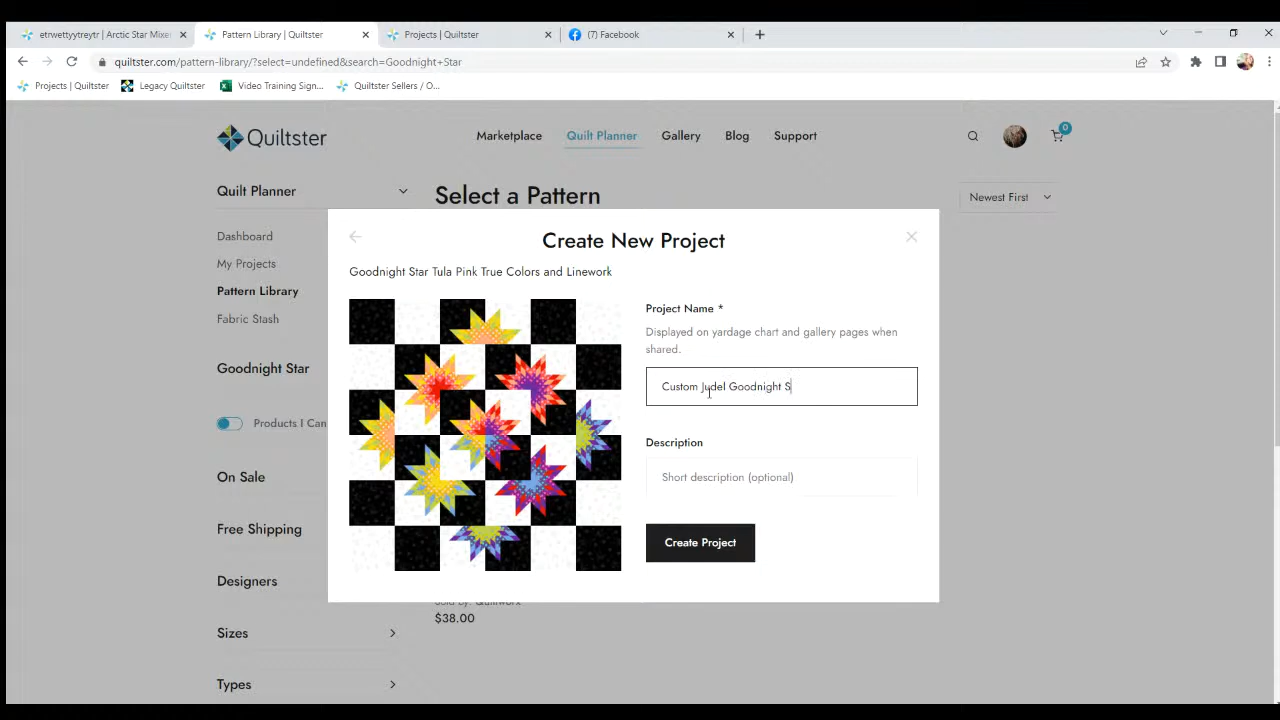 etrwettyytreytr | Arctic Star Mixer
Pattern Library | Quiltster
Projects | Quiltster
(7) Facebook
quiltster.com/pattern-library/?select=undefined&search=Goodnight+Star
Projects | Quiltster
Legacy Quiltster
Video Training Sign...
Quiltster Sellers / O...
Quiltster
Marketplace
Quilt Planner
Gallery
Blog
Support
0
Quilt Planner
Select a Pattern
Newest First
Dashboard
My Projects
Pattern Library
Fabric Stash
Goodnight Star
Products I Can
On Sale
Free Shipping
Designers
Sizes
Types
Create New Project
Goodnight Star Tula Pink True Colors and Linework
Project Name *
Displayed on yardage chart and gallery pages when
shared.
Custom Judel Goodnight S
Description
Short description (optional)
Create Project
Sold by: Quiltworx
$38.00